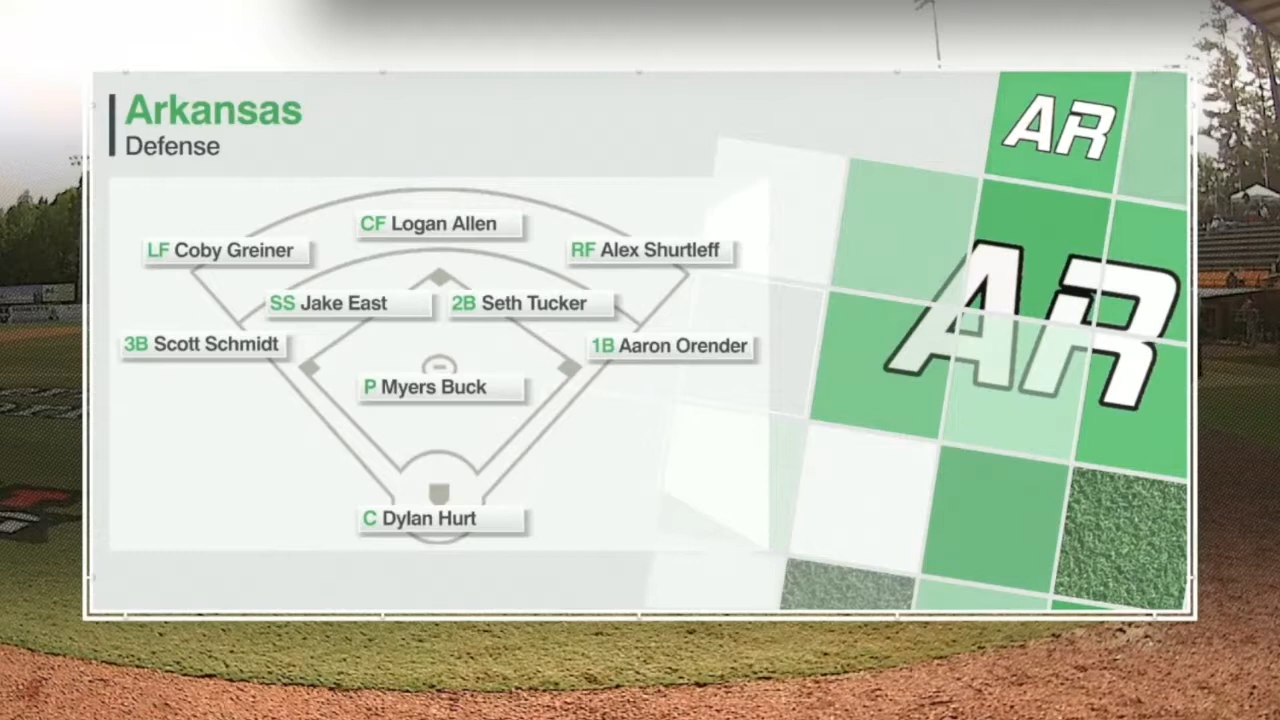 Arkansas
Defense
AR
AR
CF Logan Allen
LF Coby Greiner
RF Alex Shurtleff
SS Jake East
2B Seth Tucker
3B Scott Schmidt
1B Aaron Orender
P Myers Buck
C Dylan Hurt